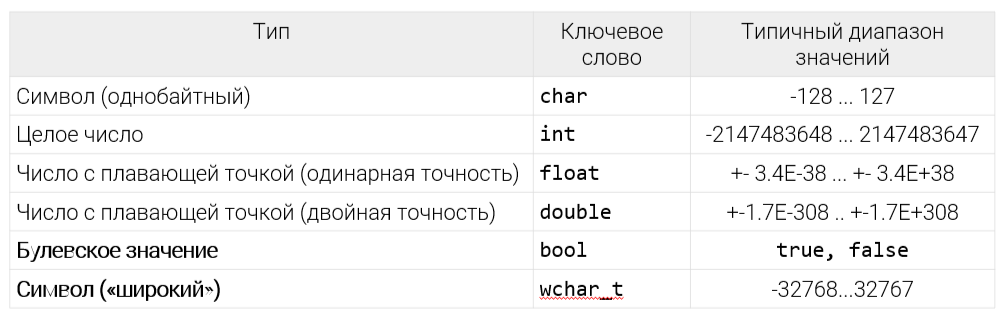 Тип
Ключевое
слово
Типичный диапазон
значений
Символ (однобайтный)
char
-128 ... 127
Целое число
int
-2147483648 ... 2147483647
Число с плавающей точкой (одинарная точность)
float
+- 3.4E-38 ... +- 3.4E+38
Число с плавающей точкой (двойная точность)
double
+-1.7E-308 .. +-1.7E+308
Булевское значение
bool
true, false
Символ («широкий»)
wchar_t
-32768...32767